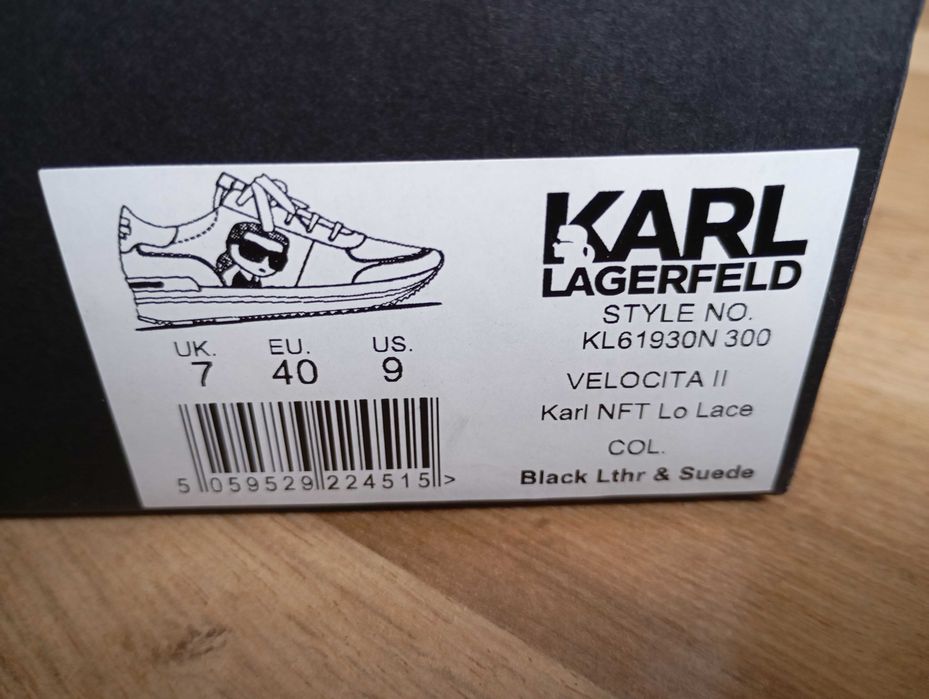 KARL
LAGERFELD
STYLE NO.
KL61930N 300
VELOCITA II
Karl NFT Lo Lace
COL.
Black Lthr & Suede
UK. EU. US.
7 40 9
5 059529 224515 >